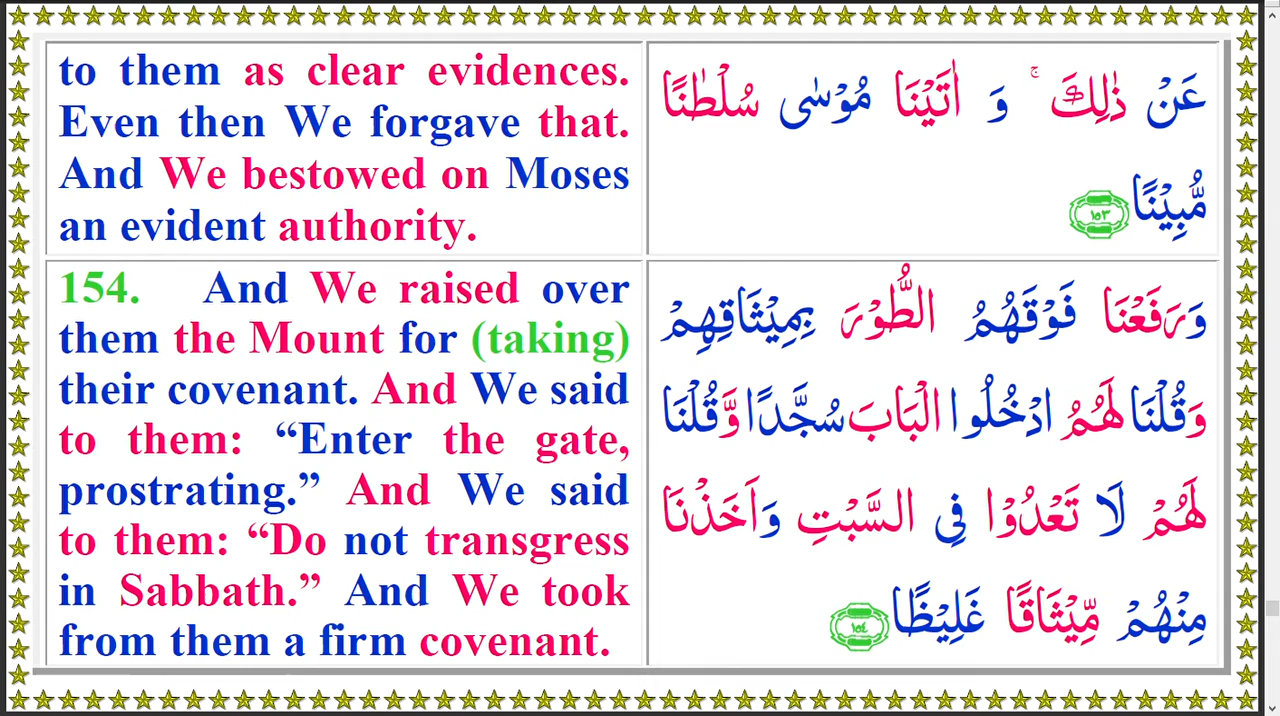 to them as clear evidences.
Even then We forgave that.
And We bestowed on Moses
an evident authority.
عَنْ ذٰلِكَ ۚ وَ اٰتَيْنَا مُوْسٰى سُلْطٰنًا
مُّبِيْنًا ١٥٣
154. And We raised over
them the Mount for (taking)
their covenant. And We said
to them: “Enter the gate,
prostrating.” And We said
to them: “Do not transgress
in Sabbath.” And We took
from them a firm covenant.
وَرَفَعْنَا فَوْقَهُمُ الطُّوْرَ بِمِيْثَاقِهِمْ
وَقُلْنَا لَهُمُ ادْخُلُوا الْبَابَ سُجَّدًا وَّقُلْنَا
لَهُمْ لَا تَعْدُوْا فِى السَّبْتِ وَاَخَذْنَا
مِنْهُمْ مِّيْثَاقًا غَلِيْظًا ١٥٤